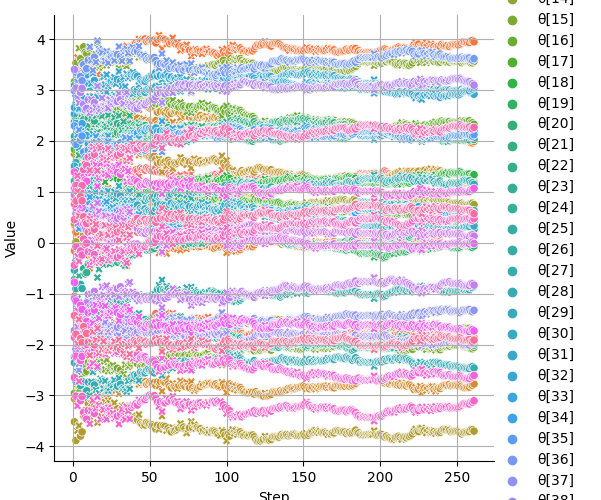 θ[14]
θ[15]
θ[16]
θ[17]
θ[18]
θ[19]
θ[20]
θ[21]
θ[22]
θ[23]
θ[24]
θ[25]
θ[26]
θ[27]
θ[28]
θ[29]
θ[30]
θ[31]
θ[32]
θ[33]
θ[34]
θ[35]
θ[36]
θ[37]
θ[38]
Value
4
3
2
1
0
−1
−2
−3
−4
0
50
100
150
200
250
Step